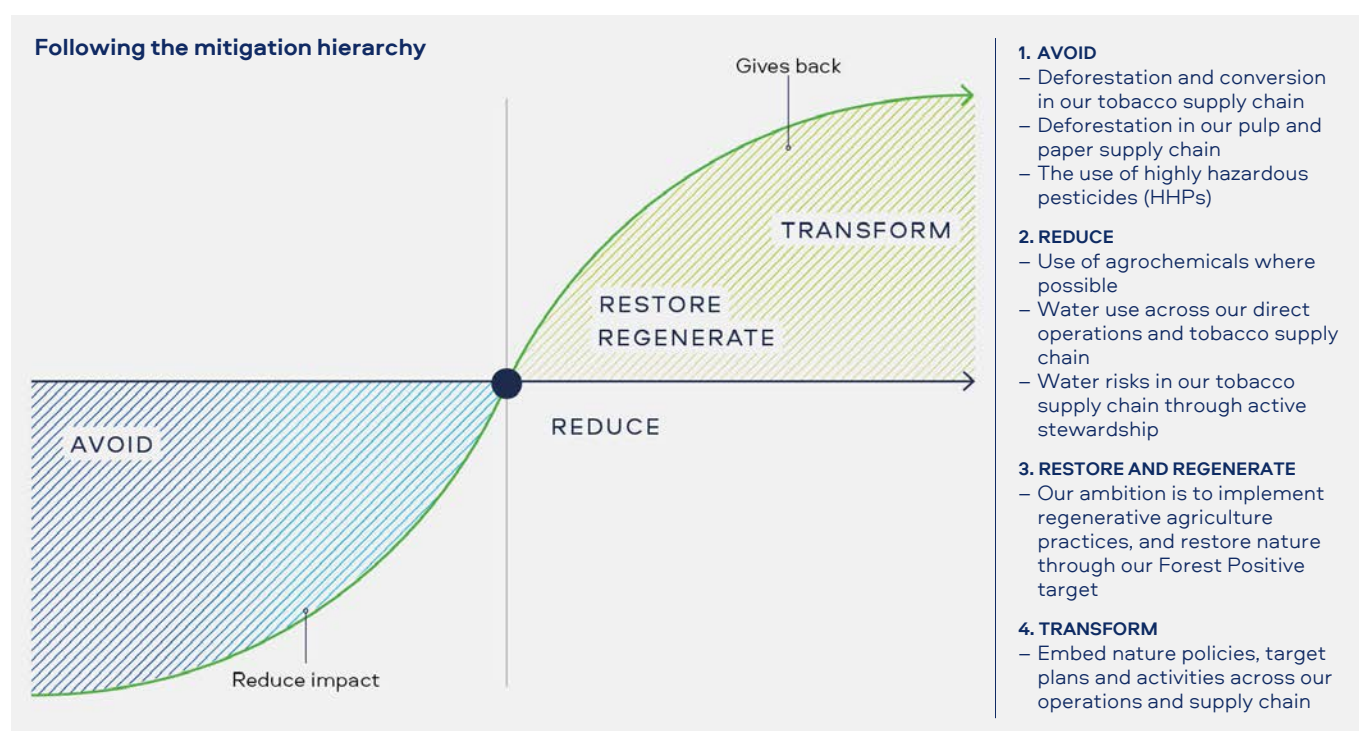 Following the mitigation hierarchy
Gives back
TRANSFORM
RESTORE
REGENERATE
AVOID
REDUCE
Reduce impact
1. AVOID
– Deforestation and conversion
in our tobacco supply chain
– Deforestation in our pulp and
paper supply chain
– The use of highly hazardous
pesticides (HHPs)
2. REDUCE
– Use of agrochemicals where
possible
– Water use across our direct
operations and tobacco supply
chain
– Water risks in our tobacco
supply chain through active
stewardship
3. RESTORE AND REGENERATE
– Our ambition is to implement
regenerative agriculture
practices, and restore nature
through our Forest Positive
target
4. TRANSFORM
– Embed nature policies, target
plans and activities across our
operations and supply chain